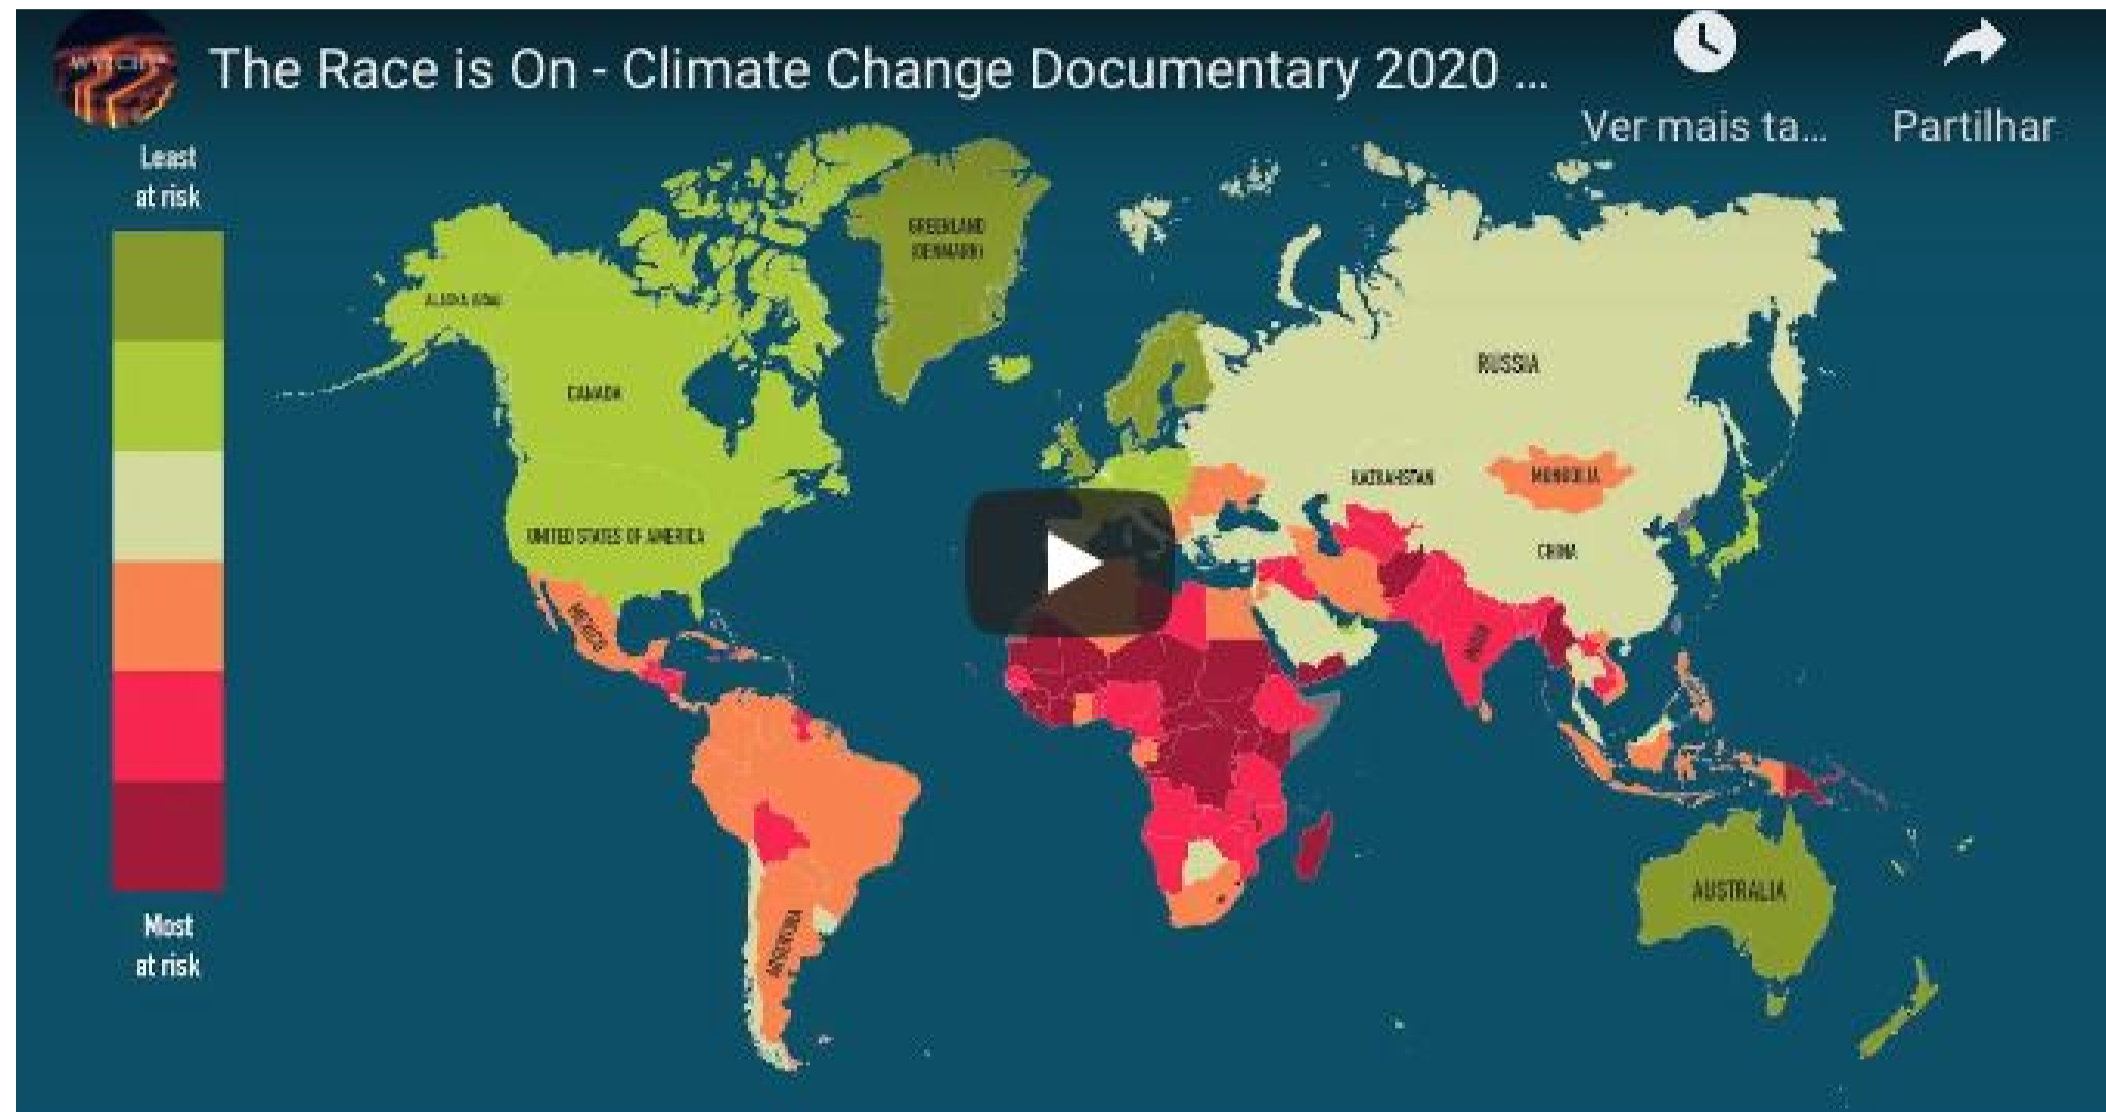 The Race is On - Climate Change Documentary 2020 ...
Ver mais ta...
Partilhar
Least
at risk
GREENLAND
(DENMARK)
CANADA
RUSSIA
KAZAKHSTAN
MONGOLIA
UNITED STATES OF AMERICA
CHINA
MEXICO
INDIA
AUSTRALIA
ARGENTINA
Most
at risk